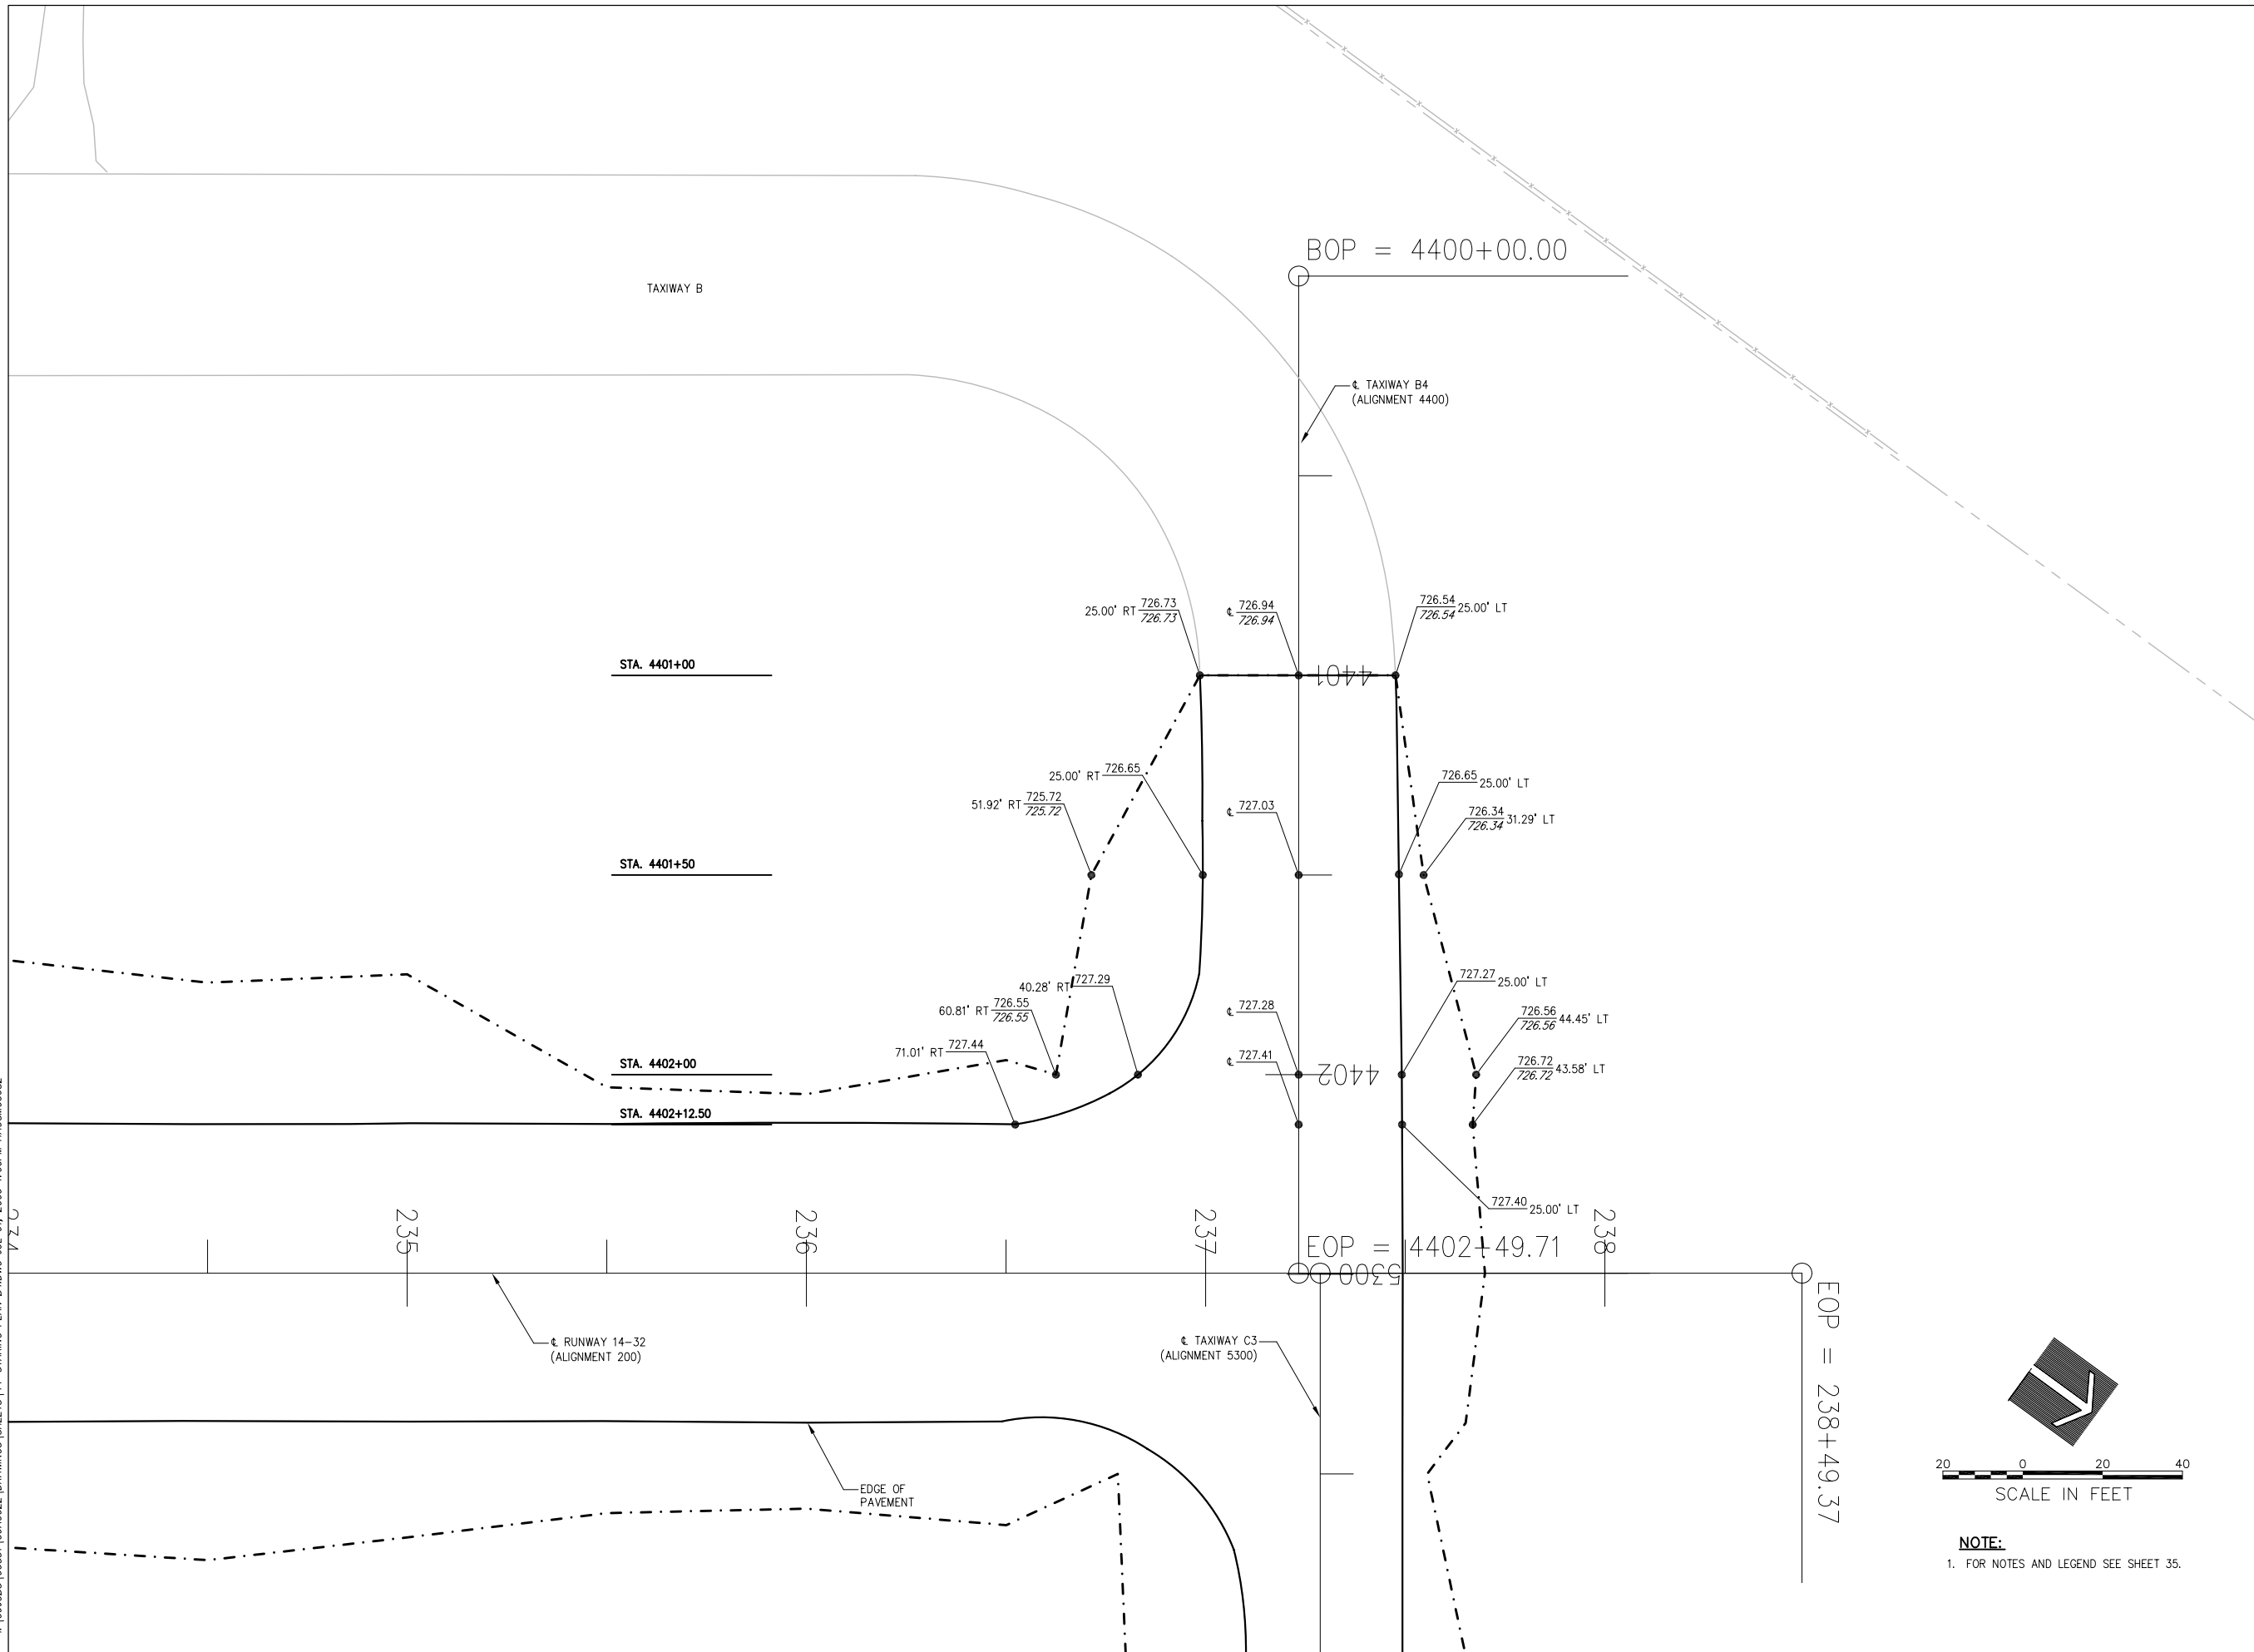 BOP = 4400+00.00
TAXIWAY B
℄ TAXIWAY B4
(ALIGNMENT 4400)
25.00' RT 726.73
726.73
℄ 726.94
726.94
726.54
726.54 25.00' LT
STA. 4401+00
4401
25.00' RT 726.65
51.92' RT 725.72
725.72
℄ 727.03
726.65 25.00' LT
726.34
726.34 31.29' LT
STA. 4401+50
40.28' RT 727.29
60.81' RT 726.55
726.55
71.01' RT 727.44
℄ 727.28
℄ 727.41
727.27 25.00' LT
726.56
726.56 44.45' LT
726.72
726.72 43.58' LT
STA. 4402+00
4402
STA. 4402+12.50
727.40 25.00' LT
234
235
236
237
238
EOP = 4402+49.71
5300
EOP = 238+49.37
℄ RUNWAY 14-32
(ALIGNMENT 200)
℄ TAXIWAY C3
(ALIGNMENT 5300)
EDGE OF
PAVEMENT
20 0 20 40
SCALE IN FEET
NOTE:
1. FOR NOTES AND LEGEND SEE SHEET 35.